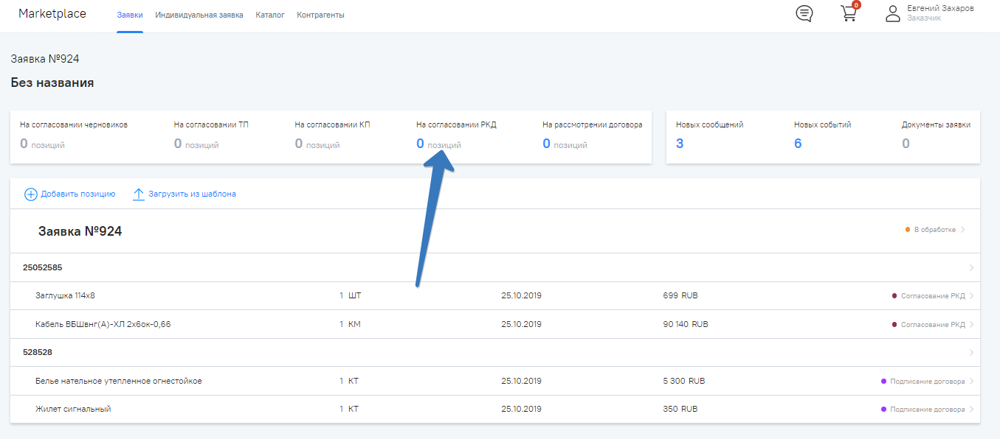 Marketplace Заявки Индивидуальная заявка Каталог Контрагенты 0 Евгений Захаров
Заказчик
Заявка №924
Без названия
На согласовании черновиков На согласовании ТП На согласовании КП На согласовании РКД На рассмотрении договора Новых сообщений Новых событий Документы заявки
0 позиций 0 позиций 0 позиций 0 позиций 0 позиций 3 6 0
Добавить позицию Загрузить из шаблона
Заявка №924 В обработке
25052585
Заглушка 114х8 1 ШТ 25.10.2019 699 RUB Согласование РКД
Кабель ВБШвнг(А)-ХЛ 2х6ок-0,66 1 КМ 25.10.2019 90 140 RUB Согласование РКД
528528
Белье нательное утепленное огнестойкое 1 КТ 25.10.2019 5 300 RUB Подписание договора
Жилет сигнальный 1 КТ 25.10.2019 350 RUB Подписание договора